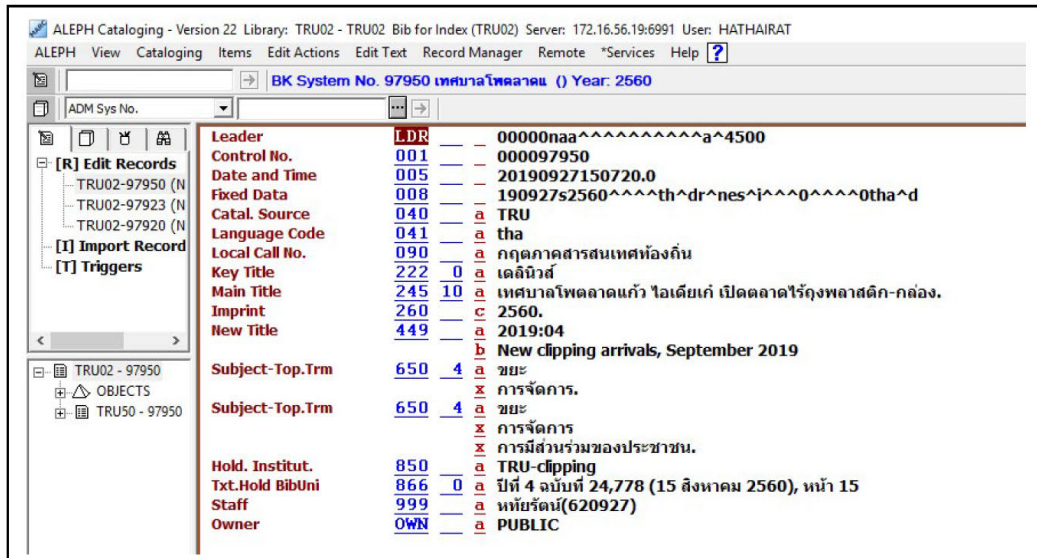 ALEPH Cataloging - Version 22 Library: TRU02 - TRU02 Bib for Index (TRU02) Server: 172.16.56.19:6991 User: HATHAIRAT
ALEPH View Cataloging Items Edit Actions Edit Text Record Manager Remote *Services Help ?
BK System No. 97950 เทศบาลโพตลาดแ () Year: 2560
ADM Sys No.
[R] Edit Records
TRU02-97950 (N
TRU02-97923 (N
TRU02-97920 (N
[I] Import Record
[T] Triggers
TRU02 - 97950
OBJECTS
TRU50 - 97950
Leader LDR 00000naa^^^^^^^^^^a^4500
Control No. 001 000097950
Date and Time 005 20190927150720.0
Fixed Data 008 190927s2560^^^^th^dr^nes^i^^^0^^^^0tha^d
Catal. Source 040 a TRU
Language Code 041 a tha
Local Call No. 090 a กฤตภาคสารสนเทศท้องถิ่น
Key Title 222 0 a เดลินิวส์
Main Title 245 10 a เทศบาลโพตลาดแก้ว ไอเดียเก๋ เปิดตลาดไร้ถุงพลาสติก-กล่อง.
Imprint 260 c 2560.
New Title 449 a 2019:04
b New clipping arrivals, September 2019
Subject-Top.Trm 650 4 a ขยะ
x การจัดการ.
Subject-Top.Trm 650 4 a ขยะ
x การจัดการ
x การมีส่วนร่วมของประชาชน.
Hold. Institut. 850 a TRU-clipping
Txt.Hold BibUni 866 0 a ปีที่ 4 ฉบับที่ 24,778 (15 สิงหาคม 2560), หน้า 15
Staff 999 a หทัยรัตน์(620927)
Owner OWN a PUBLIC